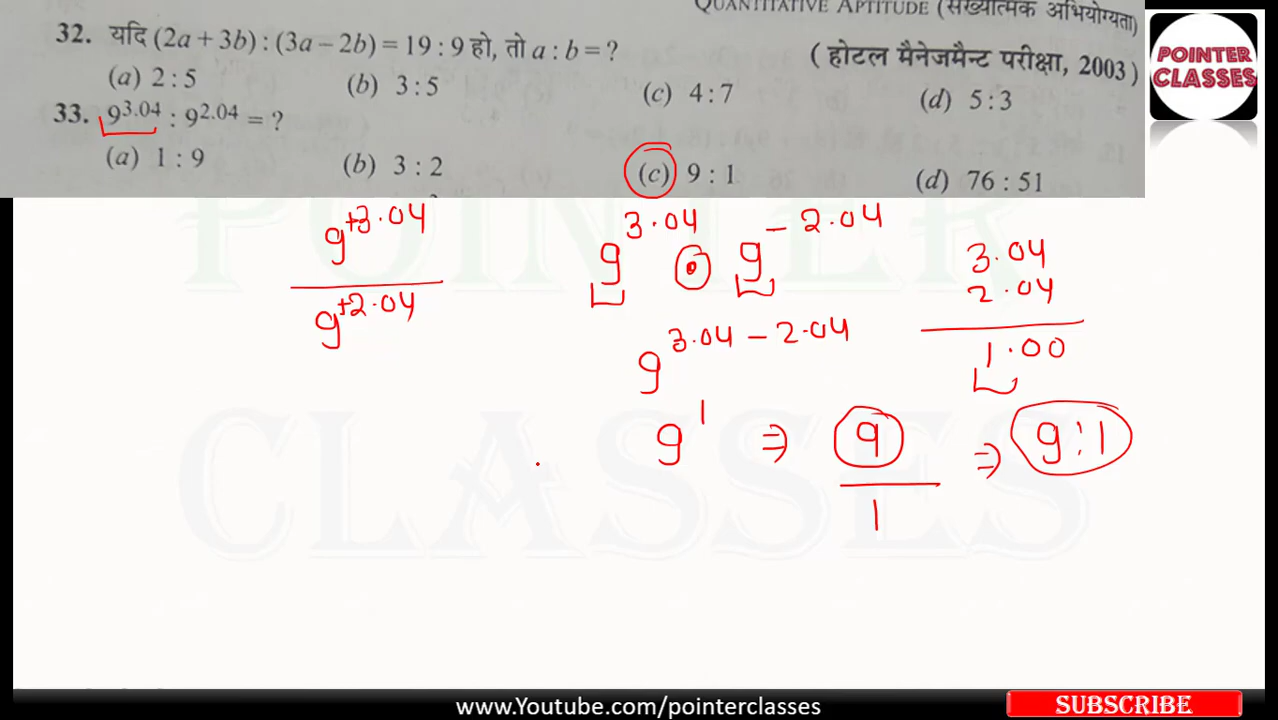 QUANTITATIVE APTITUDE (संख्यात्मक अभियोग्यता)
32. यदि (2a + 3b) : (3a – 2b) = 19 : 9 हो, तो a : b = ?
(होटल मैनेजमैन्ट परीक्षा, 2003)
(a) 2 : 5 (b) 3 : 5 (c) 4 : 7 (d) 5 : 3
33. 9^3.04 : 9^2.04 = ?
(a) 1 : 9 (b) 3 : 2 (c) 9 : 1 (d) 76 : 51
POINTER CLASSES
POINTER
CLASSES
9^+3.04
9^+2.04
9^3.04 • 9^-2.04
9^3.04 – 2.04
9^1 ⇒ 9 ⇒ 9:1
1
3.04
2.04
1.00
www.Youtube.com/pointerclasses
SUBSCRIBE